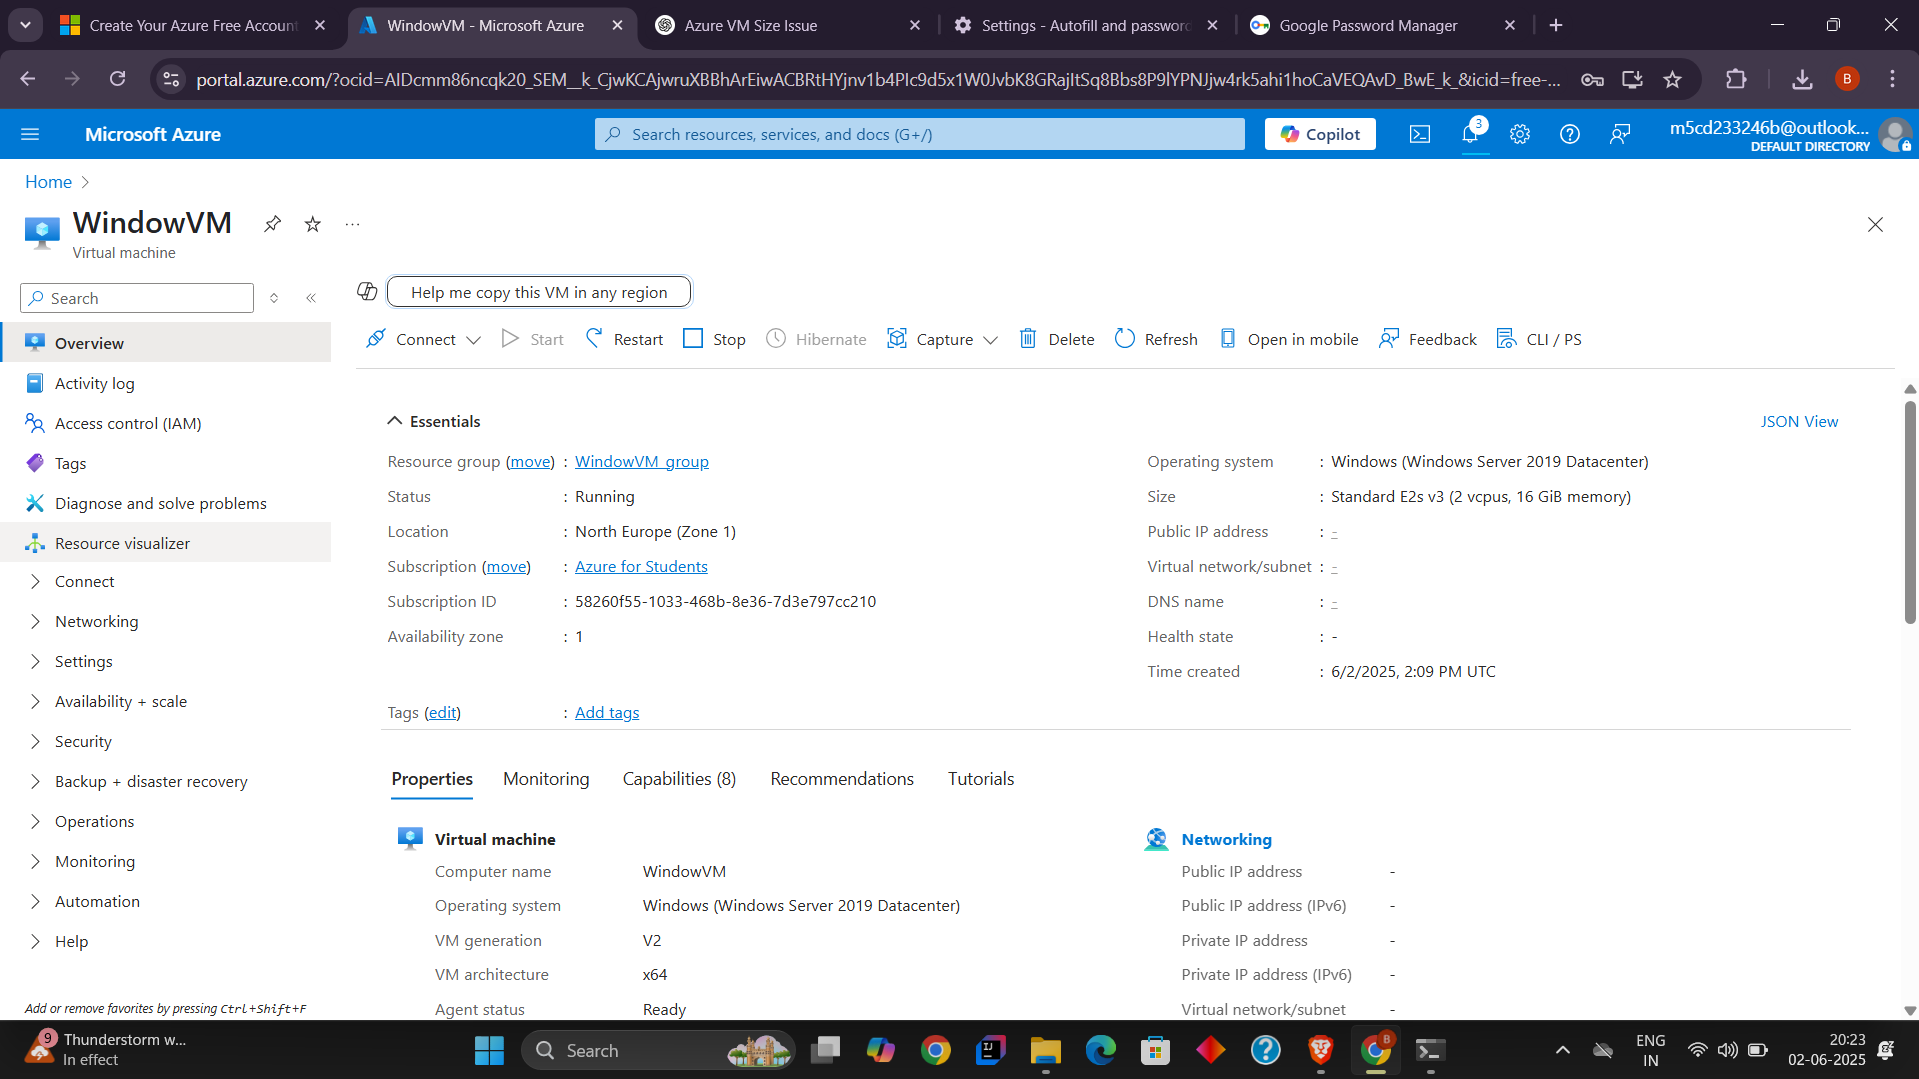 Create Your Azure Free Account
WindowVM - Microsoft Azure
Azure VM Size Issue
Settings - Autofill and password
Google Password Manager
portal.azure.com/?ocid=AIDcmm86ncqk20_SEM__k_CjwKCAjwruXBBhArEiwACBRtHYjnv1b4PIc9d5x1W0JvbK8GRajItSq8Bbs8P9lYPNJjw4rk5ahi1hoCaVEQAvD_BwE_k_&icid=free-...
B
Microsoft Azure
Search resources, services, and docs (G+/)
Copilot
3
m5cd233246b@outlook...
DEFAULT DIRECTORY
Home
WindowVM
Virtual machine
Search
Help me copy this VM in any region
Connect
Start
Restart
Stop
Hibernate
Capture
Delete
Refresh
Open in mobile
Feedback
CLI / PS
Overview
Activity log
Access control (IAM)
Tags
Diagnose and solve problems
Resource visualizer
Connect
Networking
Settings
Availability + scale
Security
Backup + disaster recovery
Operations
Monitoring
Automation
Help
Add or remove favorites by pressing Ctrl+Shift+F
Essentials
JSON View
Resource group (move) : WindowVM_group
Status : Running
Location : North Europe (Zone 1)
Subscription (move) : Azure for Students
Subscription ID : 58260f55-1033-468b-8e36-7d3e797cc210
Availability zone : 1
Operating system : Windows (Windows Server 2019 Datacenter)
Size : Standard E2s v3 (2 vcpus, 16 GiB memory)
Public IP address : -
Virtual network/subnet : -
DNS name : -
Health state : -
Time created : 6/2/2025, 2:09 PM UTC
Tags (edit) : Add tags
Properties
Monitoring
Capabilities (8)
Recommendations
Tutorials
Virtual machine
Computer name WindowVM
Operating system Windows (Windows Server 2019 Datacenter)
VM generation V2
VM architecture x64
Agent status Ready
Networking
Public IP address -
Public IP address (IPv6) -
Private IP address -
Private IP address (IPv6) -
Virtual network/subnet -
9
Thunderstorm w...
In effect
Search
IJ
B
ENG
IN
20:23
02-06-2025